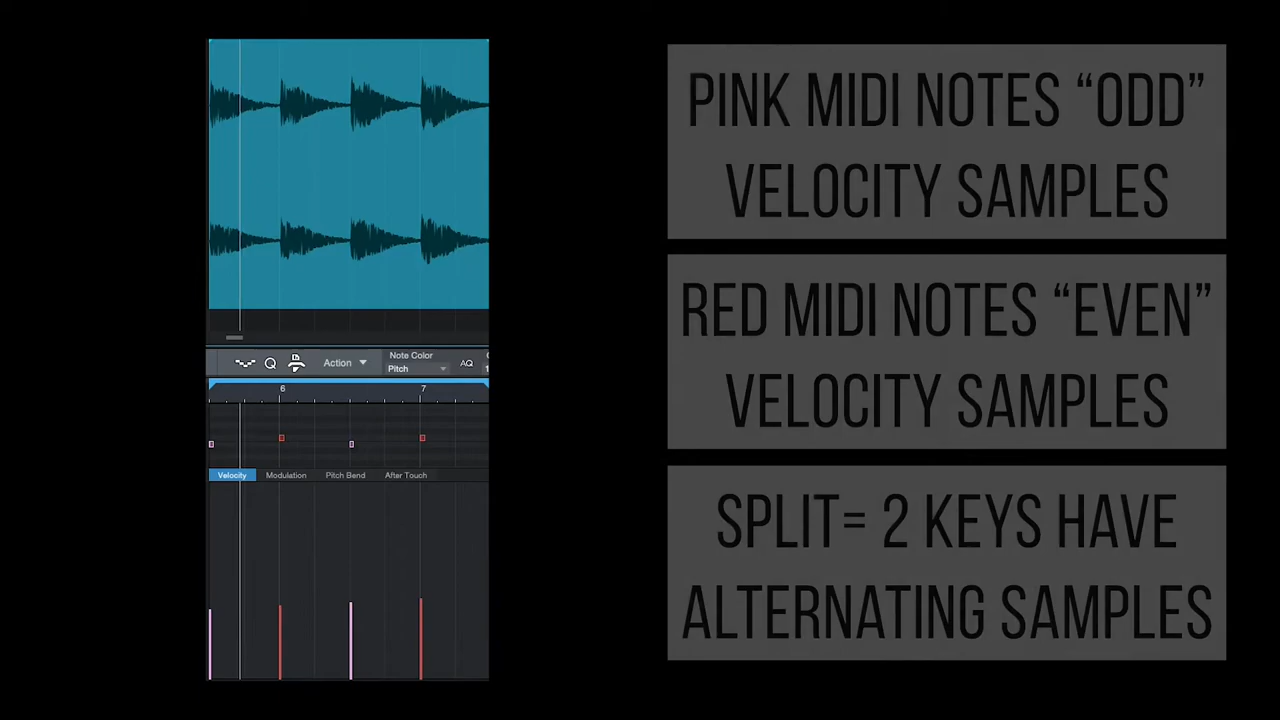 PINK MIDI NOTES “ODD”
VELOCITY SAMPLES
RED MIDI NOTES “EVEN”
VELOCITY SAMPLES
SPLIT= 2 KEYS HAVE
ALTERNATING SAMPLES
Q Action Note Color AQ
Pitch
6 7
Velocity Modulation Pitch Bend After Touch